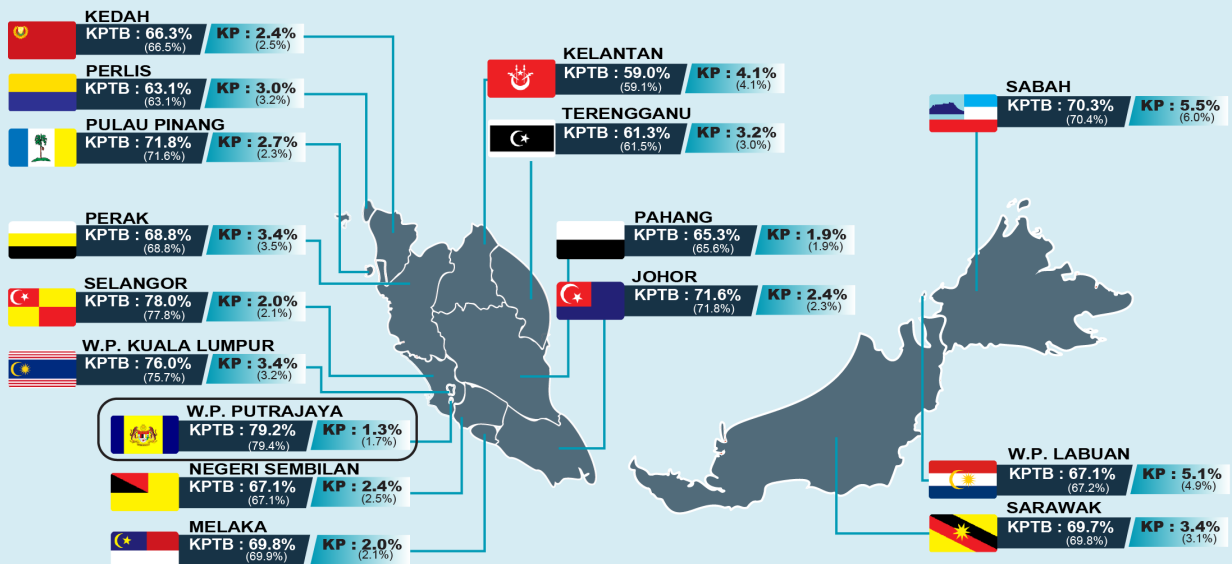 KEDAH
KPTB : 66.3% KP : 2.4%
(66.5%) (2.5%)
PERLIS
KPTB : 63.1% KP : 3.0%
(63.1%) (3.2%)
PULAU PINANG
KPTB : 71.8% KP : 2.7%
(71.6%) (2.3%)
PERAK
KPTB : 68.8% KP : 3.4%
(68.8%) (3.5%)
SELANGOR
KPTB : 78.0% KP : 2.0%
(77.8%) (2.1%)
W.P. KUALA LUMPUR
KPTB : 76.0% KP : 3.4%
(75.7%) (3.2%)
W.P. PUTRAJAYA
KPTB : 79.2% KP : 1.3%
(79.4%) (1.7%)
NEGERI SEMBILAN
KPTB : 67.1% KP : 2.4%
(67.1%) (2.5%)
MELAKA
KPTB : 69.8% KP : 2.0%
(69.9%) (2.1%)
KELANTAN
KPTB : 59.0% KP : 4.1%
(59.1%) (4.1%)
TERENGGANU
KPTB : 61.3% KP : 3.2%
(61.5%) (3.0%)
PAHANG
KPTB : 65.3% KP : 1.9%
(65.6%) (1.9%)
JOHOR
KPTB : 71.6% KP : 2.4%
(71.8%) (2.3%)
SABAH
KPTB : 70.3% KP : 5.5%
(70.4%) (6.0%)
W.P. LABUAN
KPTB : 67.1% KP : 5.1%
(67.2%) (4.9%)
SARAWAK
KPTB : 69.7% KP : 3.4%
(69.8%) (3.1%)